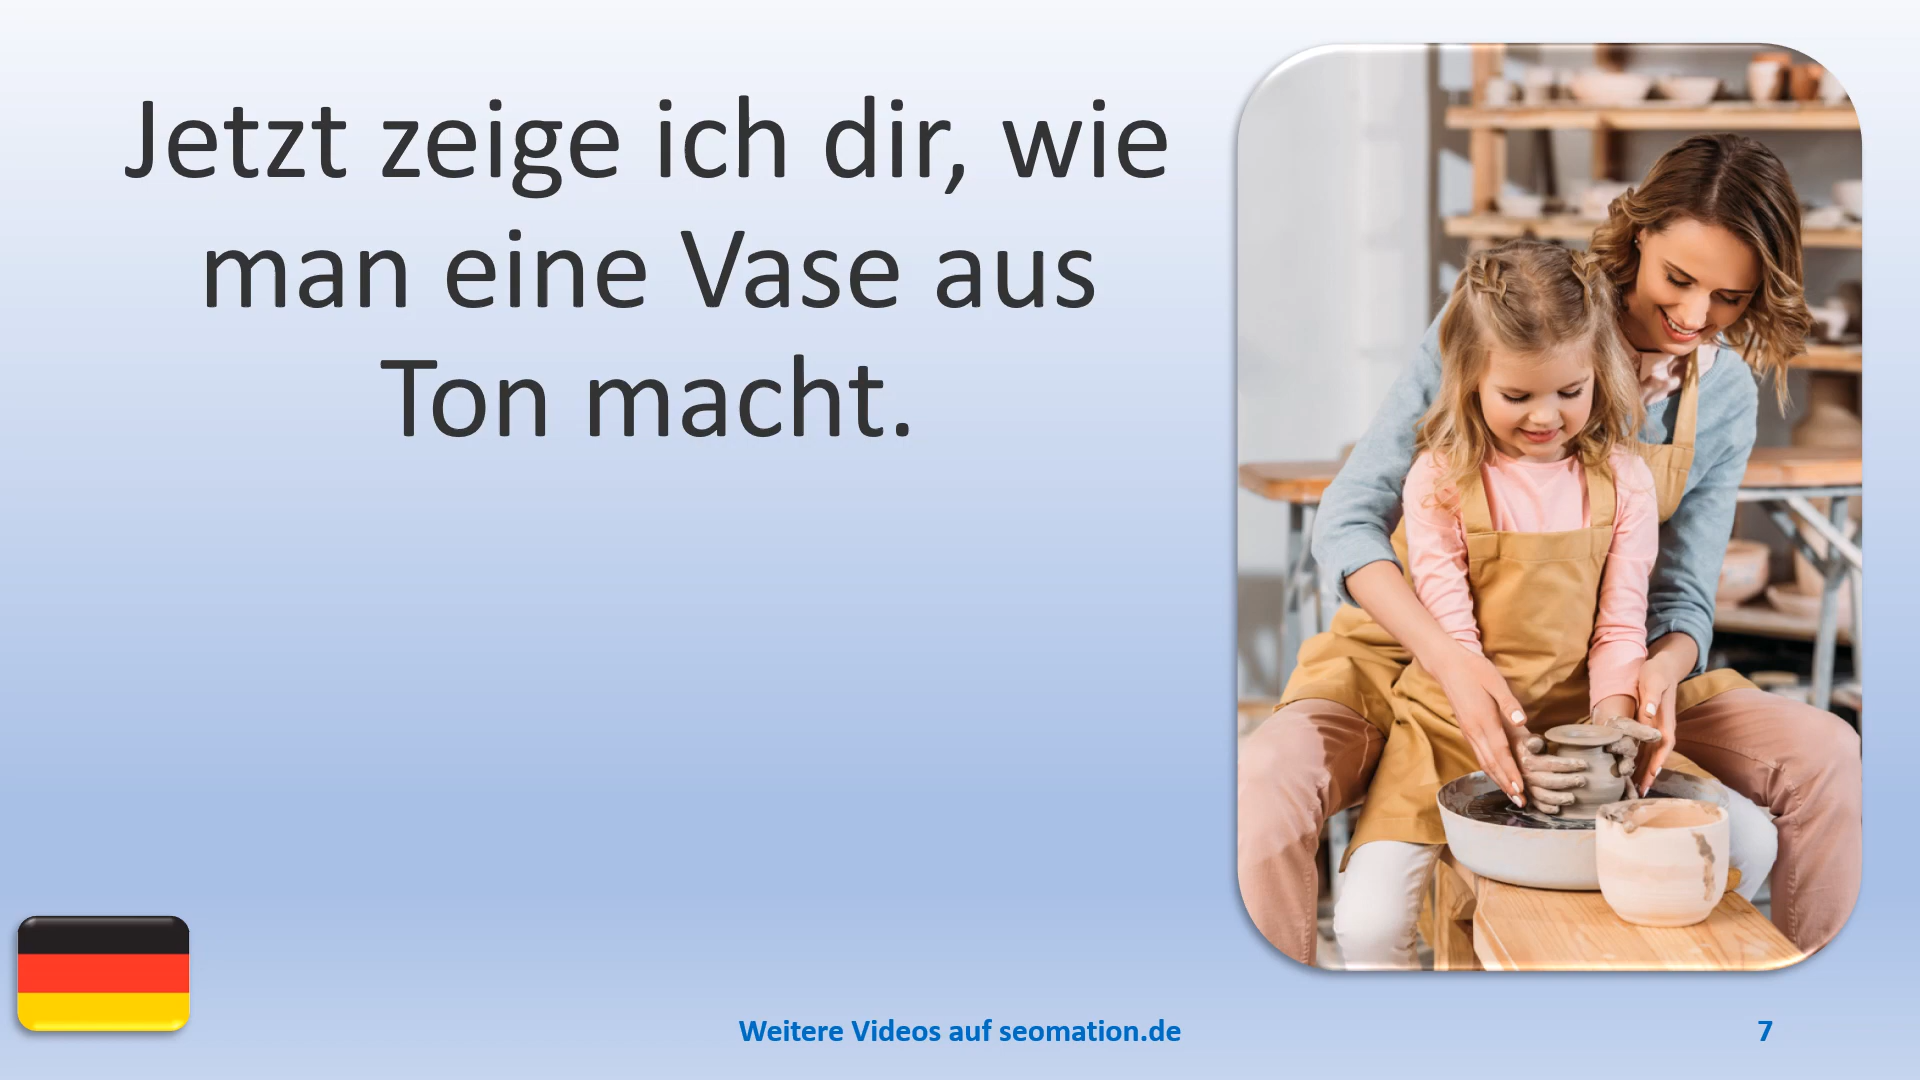 Jetzt zeige ich dir, wie
man eine Vase aus
Ton macht.
Weitere Videos auf seomation.de
7